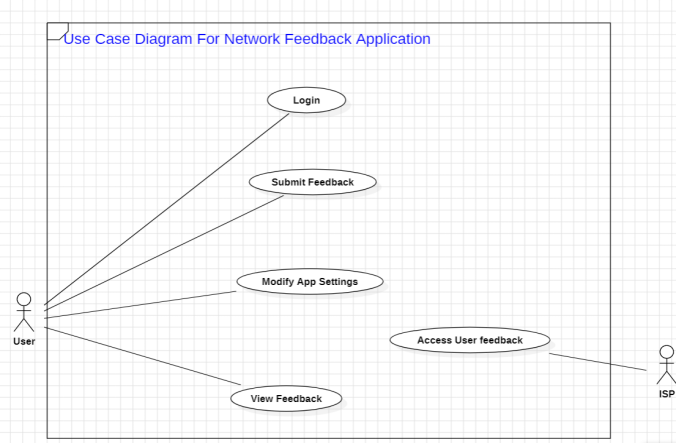 Use Case Diagram For Network Feedback Application
Login
Submit Feedback
Modify App Settings
User
Access User feedback
ISP
View Feedback